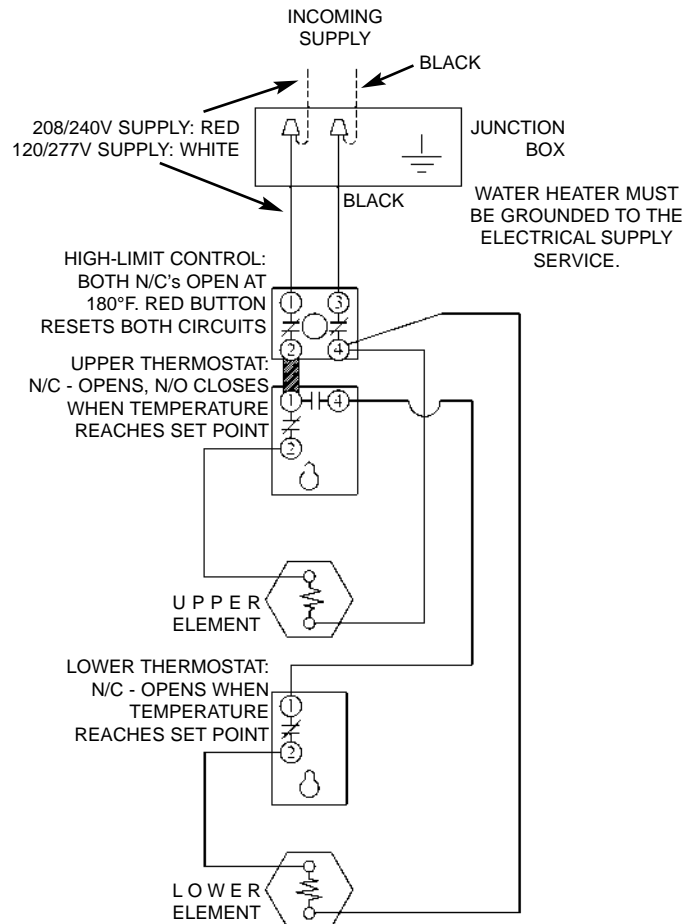 INCOMING
SUPPLY
BLACK
208/240V SUPPLY: RED
120/277V SUPPLY: WHITE
JUNCTION
BOX
BLACK
WATER HEATER MUST
BE GROUNDED TO THE
ELECTRICAL SUPPLY
SERVICE.
HIGH-LIMIT CONTROL:
BOTH N/C's OPEN AT
180°F. RED BUTTON
RESETS BOTH CIRCUITS
1 3
2 4
UPPER THERMOSTAT:
N/C - OPENS, N/O CLOSES
WHEN TEMPERATURE
REACHES SET POINT
1 4
2
UPPER
ELEMENT
LOWER THERMOSTAT:
N/C - OPENS WHEN
TEMPERATURE
REACHES SET POINT
1
2
LOWER
ELEMENT